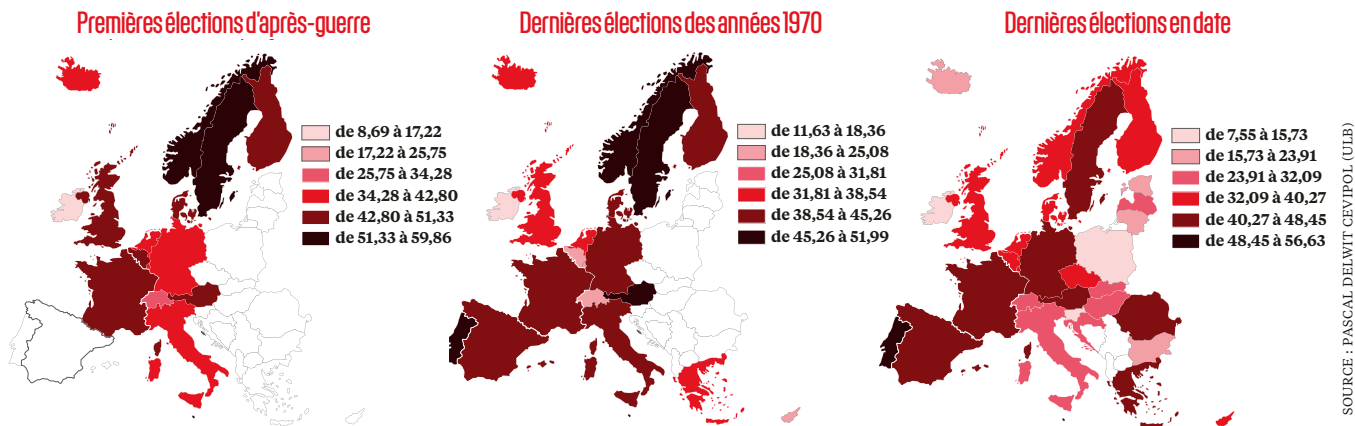 Premières élections d'après-guerre
de 8,69 à 17,22
de 17,22 à 25,75
de 25,75 à 34,28
de 34,28 à 42,80
de 42,80 à 51,33
de 51,33 à 59,86
Dernières élections des années 1970
de 11,63 à 18,36
de 18,36 à 25,08
de 25,08 à 31,81
de 31,81 à 38,54
de 38,54 à 45,26
de 45,26 à 51,99
Dernières élections en date
de 7,55 à 15,73
de 15,73 à 23,91
de 23,91 à 32,09
de 32,09 à 40,27
de 40,27 à 48,45
de 48,45 à 56,63
SOURCE : PASCAL DELWIT CEVIPOL (ULB)